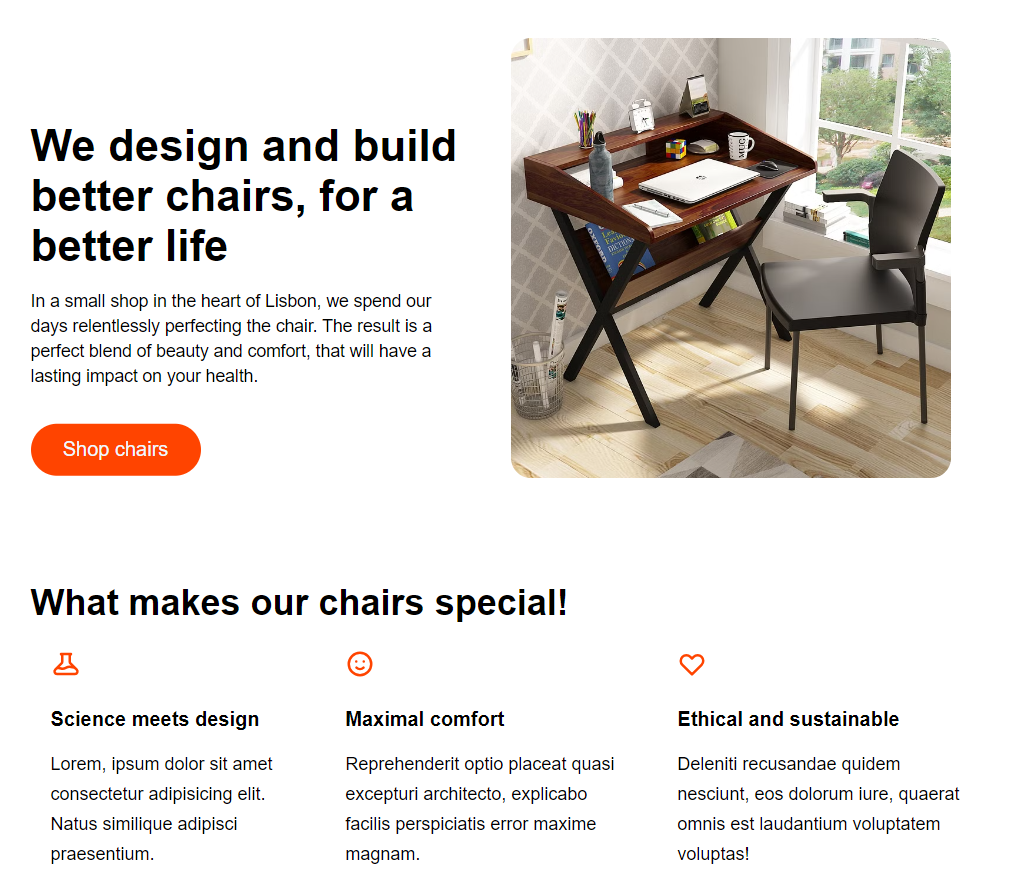 We design and build
better chairs, for a
better life
In a small shop in the heart of Lisbon, we spend our
days relentlessly perfecting the chair. The result is a
perfect blend of beauty and comfort, that will have a
lasting impact on your health.
Shop chairs
What makes our chairs special!
Science meets design
Lorem, ipsum dolor sit amet
consectetur adipisicing elit.
Natus similique adipisci
praesentium.
Maximal comfort
Reprehenderit optio placeat quasi
excepturi architecto, explicabo
facilis perspiciatis error maxime
magnam.
Ethical and sustainable
Deleniti recusandae quidem
nesciunt, eos dolorum iure, quaerat
omnis est laudantium voluptatem
voluptas!